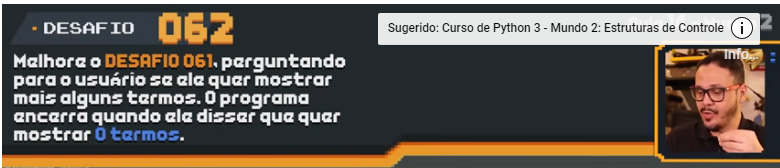 DESAFIO 062
Sugerido: Curso de Python 3 - Mundo 2: Estruturas de Controle
2
Info...
Melhore o DESAFIO 061, perguntando
para o usuário se ele quer mostrar
mais alguns termos. O programa
encerra quando ele disser que quer
mostrar 0 termos.